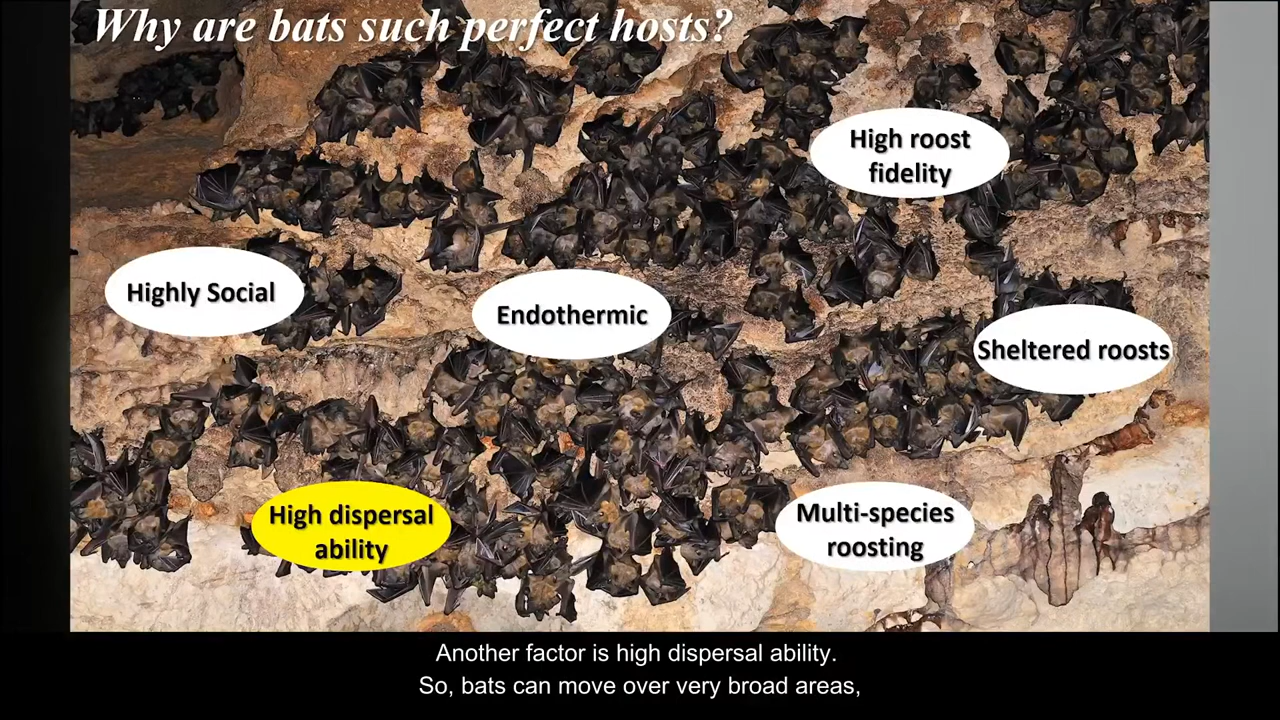 Why are bats such perfect hosts?
High roost
fidelity
Highly Social
Endothermic
Sheltered roosts
High dispersal
ability
Multi-species
roosting
Another factor is high dispersal ability.
So, bats can move over very broad areas,